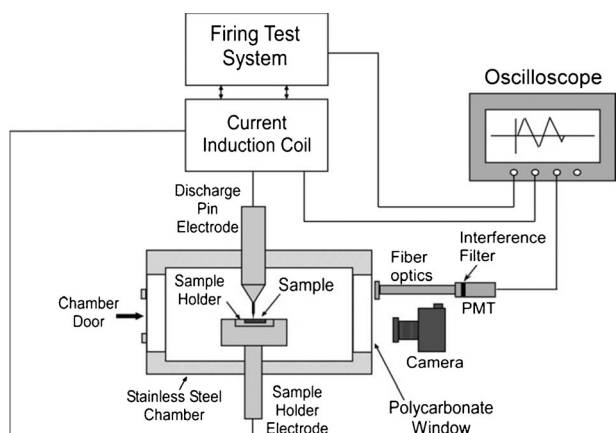 Firing Test
System
Oscilloscope
Current
Induction Coil
Discharge
Pin
Electrode
Interference
Filter
Fiber
optics
Sample
Holder
Sample
PMT
Chamber
Door
Camera
Stainless Steel
Chamber
Sample
Holder
Electrode
Polycarbonate
Window